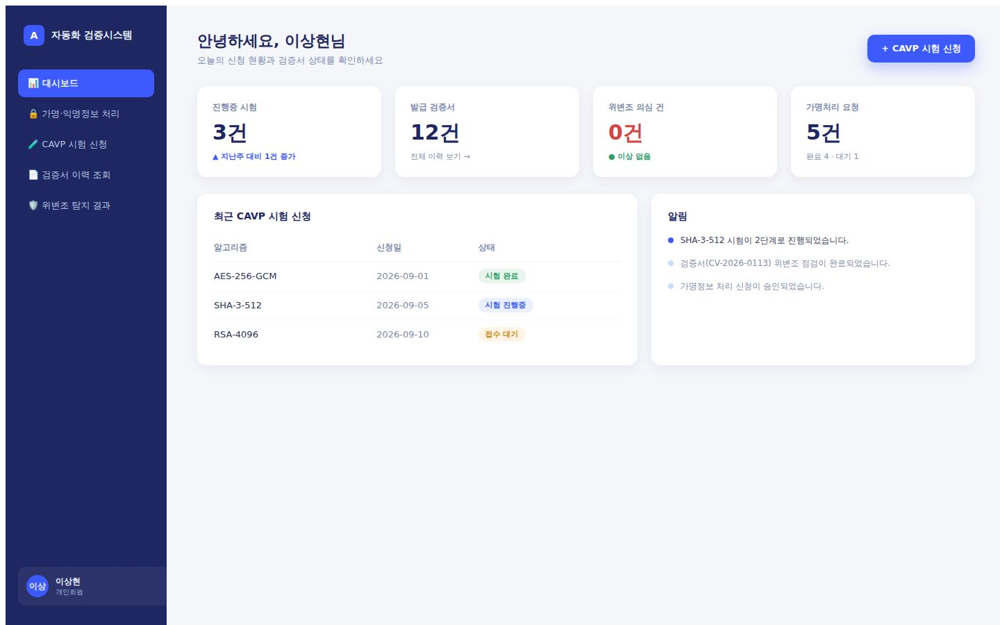 A 자동화 검증시스템
📊 대시보드
🔒 가명·익명정보 처리
🧪 CAVP 시험 신청
📄 검증서 이력 조회
🛡️ 위변조 탐지 결과
이상 이상현
개인회원
안녕하세요, 이상현님
오늘의 신청 현황과 검증서 상태를 확인하세요
+ CAVP 시험 신청
진행중 시험
3건
▲ 지난주 대비 1건 증가
발급 검증서
12건
전체 이력 보기 →
위변조 의심 건
0건
● 이상 없음
가명처리 요청
5건
완료 4 · 대기 1
최근 CAVP 시험 신청
알고리즘 신청일 상태
AES-256-GCM 2026-09-01 시험 완료
SHA-3-512 2026-09-05 시험 진행중
RSA-4096 2026-09-10 접수 대기
알림
SHA-3-512 시험이 2단계로 진행되었습니다.
검증서(CV-2026-0113) 위변조 점검이 완료되었습니다.
가명정보 처리 신청이 승인되었습니다.